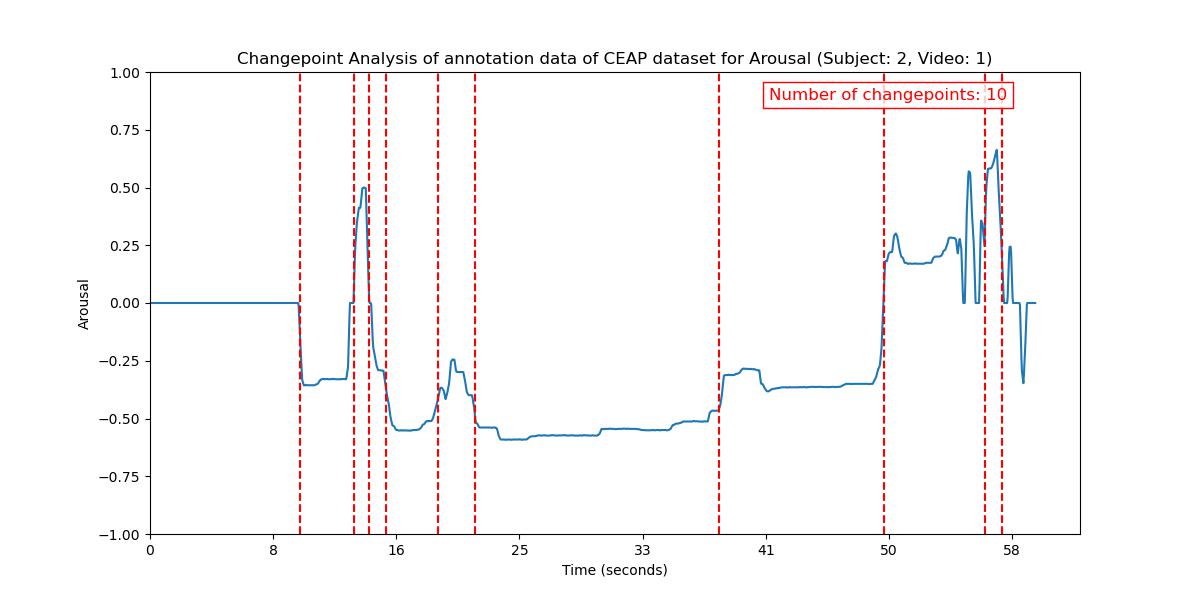 Changepoint Analysis of annotation data of CEAP dataset for Arousal (Subject: 2, Video: 1)
Number of changepoints: 10
1.00
0.75
0.50
0.25
0.00
−0.25
−0.50
−0.75
−1.00
Arousal
0 8 16 25 33 41 50 58
Time (seconds)